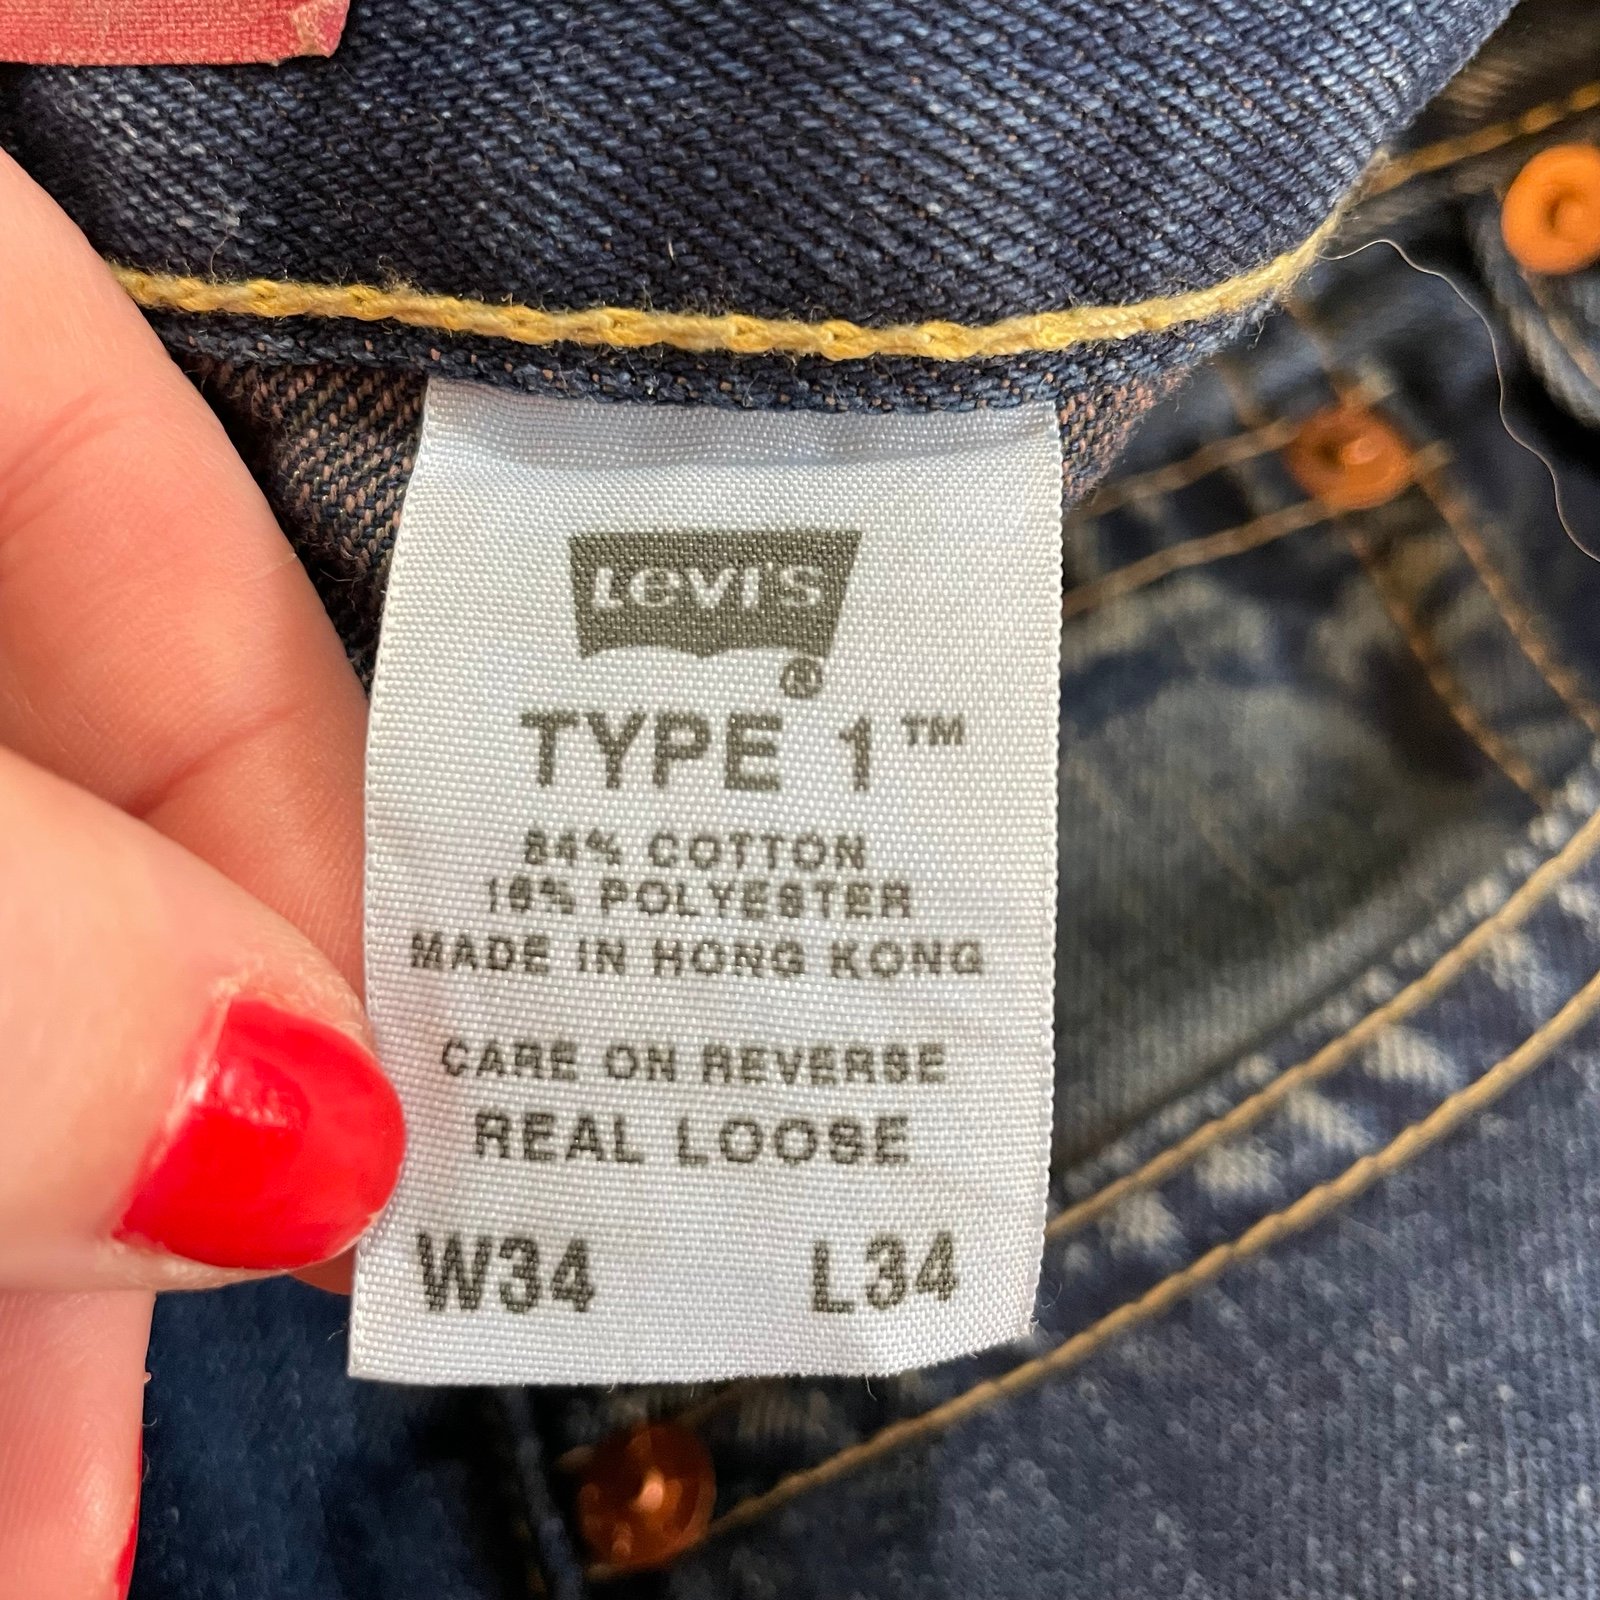 Levi's
®
TYPE 1™
84% COTTON
16% POLYESTER
MADE IN HONG KONG
CARE ON REVERSE
REAL LOOSE
W34 L34